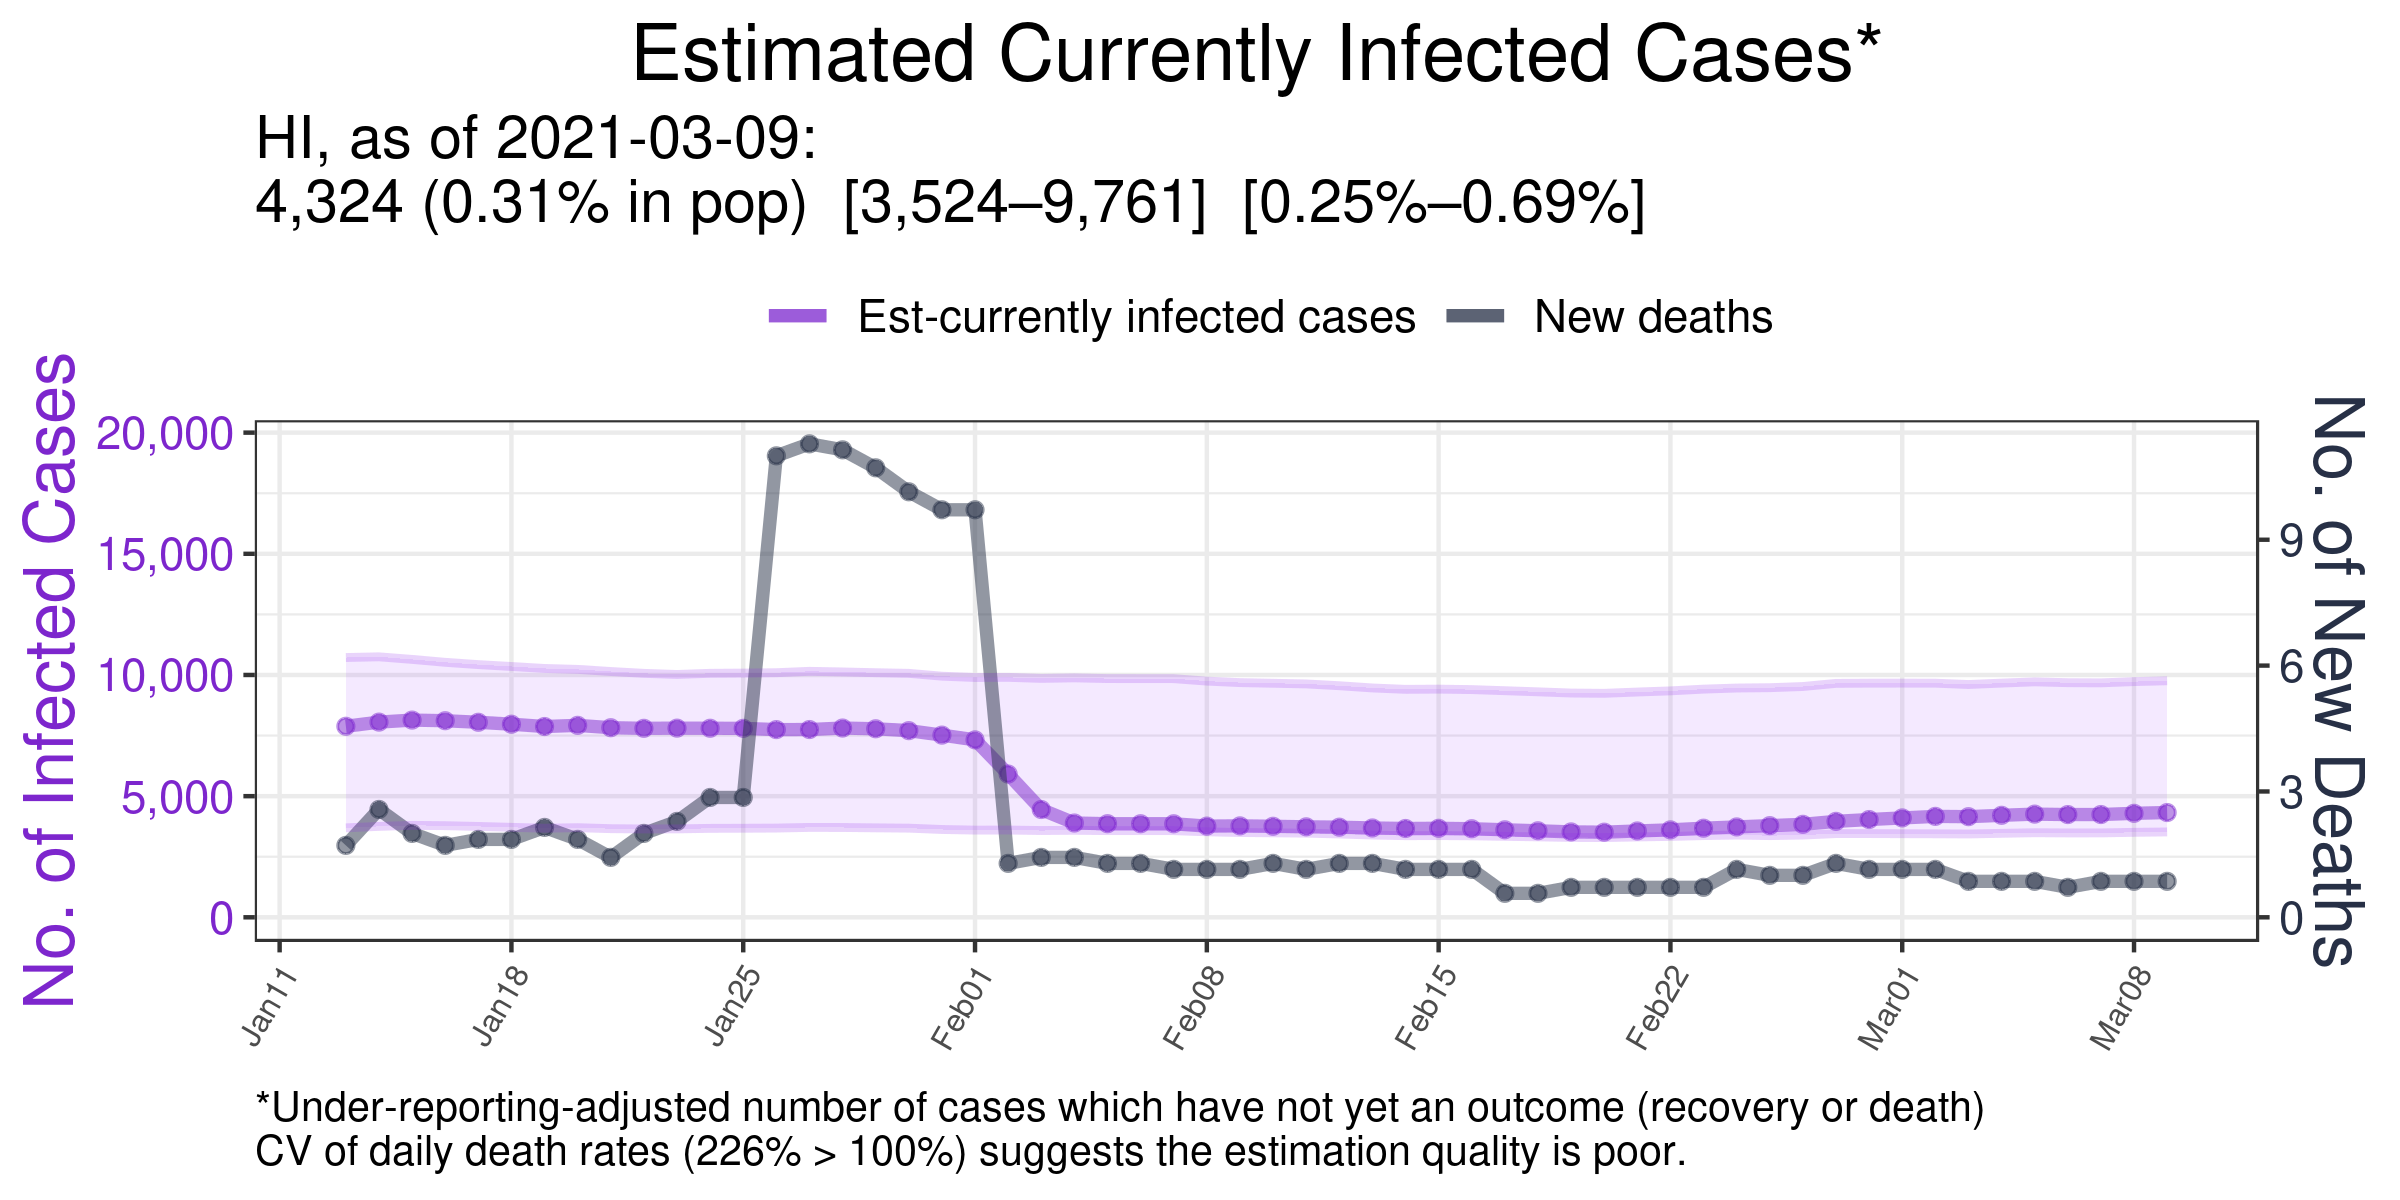 Estimated Currently Infected Cases*
HI, as of 2021-03-09:
4,324 (0.31% in pop)  [3,524–9,761]  [0.25%–0.69%]
Est-currently infected cases
New deaths
No. of Infected Cases
20,000
15,000
10,000
5,000
0
9
6
3
0
No. of New Deaths
Jan11
Jan18
Jan25
Feb01
Feb08
Feb15
Feb22
Mar01
Mar08
*Under-reporting-adjusted number of cases which have not yet an outcome (recovery or death)
CV of daily death rates (226% > 100%) suggests the estimation quality is poor.